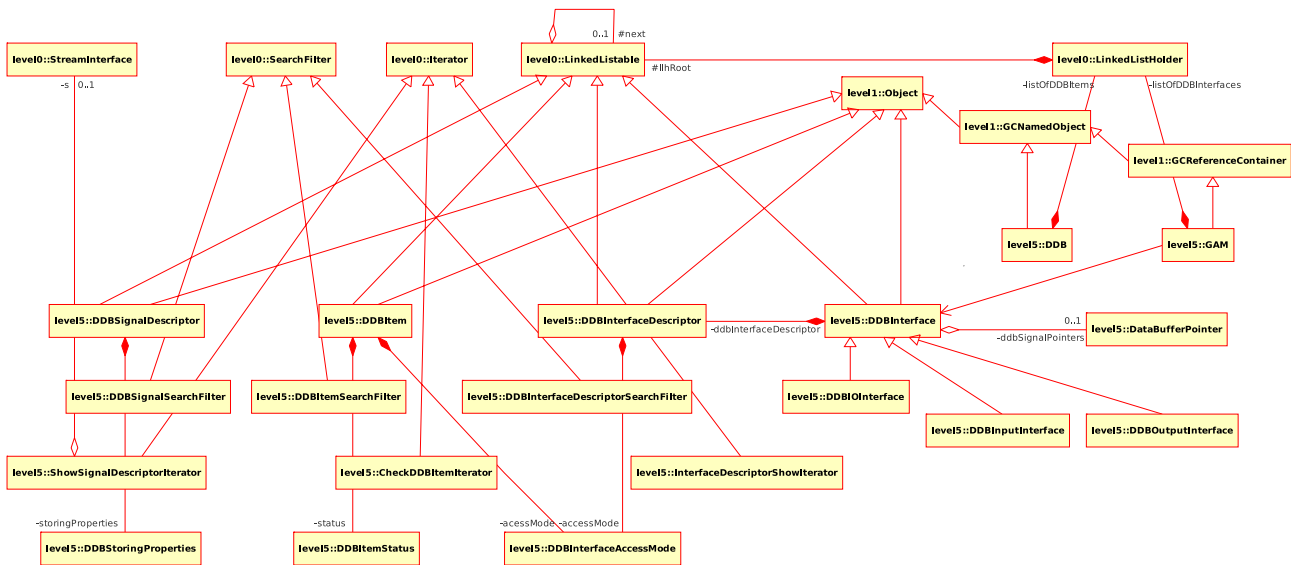 0..1 #next
level0::StreamInterface
level0::SearchFilter
level0::Iterator
level0::LinkedListable
level0::LinkedListHolder
#llhRoot
-s 0..1
-listOfDDBItems
-listOfDDBInterfaces
level1::Object
level1::GCNamedObject
level1::GCReferenceContainer
level5::DDB
level5::GAM
level5::DDBSignalDescriptor
level5::DDBItem
level5::DDBInterfaceDescriptor
-ddbInterfaceDescriptor
level5::DDBInterface
0..1
-ddbSignalPointers
level5::DataBufferPointer
level5::DDBSignalSearchFilter
level5::DDBItemSearchFilter
level5::DDBInterfaceDescriptorSearchFilter
level5::DDBIOInterface
level5::DDBInputInterface
level5::DDBOutputInterface
level5::ShowSignalDescriptorIterator
level5::CheckDDBItemIterator
level5::InterfaceDescriptorShowIterator
-storingProperties
-status
-acessMode
-accessMode
level5::DDBStoringProperties
level5::DDBItemStatus
level5::DDBInterfaceAccessMode